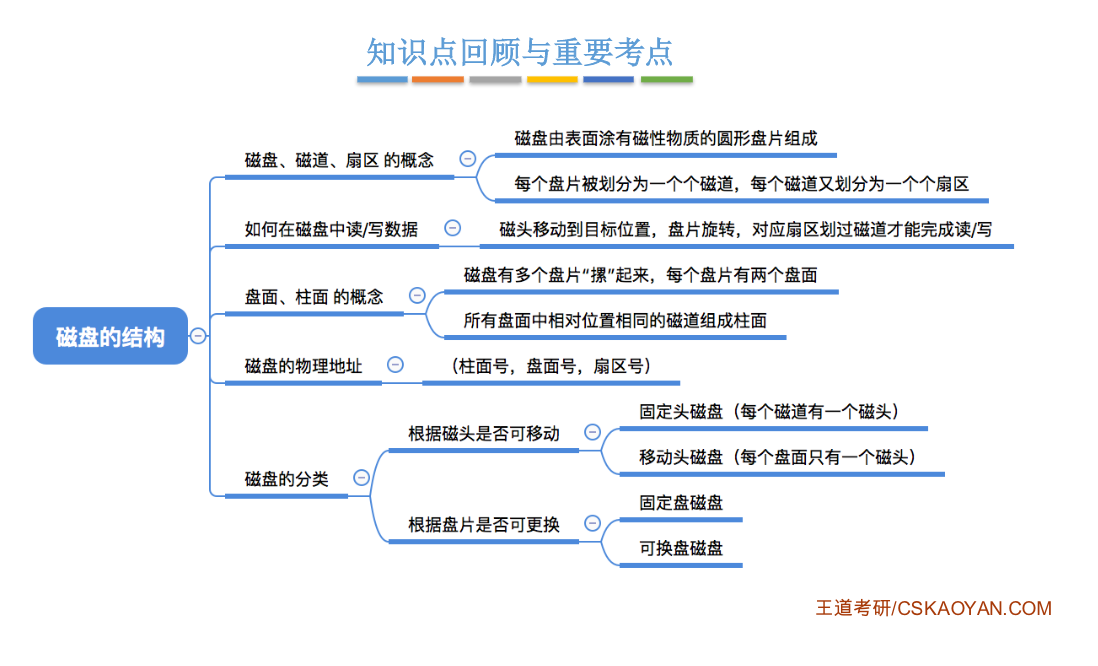 知识点回顾与重要考点
磁盘由表面涂有磁性物质的圆形盘片组成
磁盘、磁道、扇区 的概念
每个盘片被划分为一个个磁道，每个磁道又划分为一个个扇区
如何在磁盘中读/写数据
磁头移动到目标位置，盘片旋转，对应扇区划过磁道才能完成读/写
磁盘有多个盘片“摞”起来，每个盘片有两个盘面
盘面、柱面 的概念
所有盘面中相对位置相同的磁道组成柱面
磁盘的结构
磁盘的物理地址
（柱面号，盘面号，扇区号）
固定头磁盘（每个磁道有一个磁头）
根据磁头是否可移动
移动头磁盘（每个盘面只有一个磁头）
磁盘的分类
固定盘磁盘
根据盘片是否可更换
可换盘磁盘
王道考研/CSKAOYAN.COM